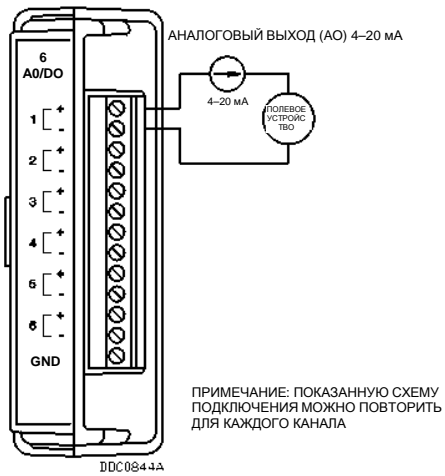 АНАЛОГОВЫЙ ВЫХОД (АО) 4–20 мА
6
A0/DO
4–20 мА
ПОЛЕВОЕ
УСТРОЙС
ТВО
1 + -
2 + -
3 + -
4 + -
5 + -
6 + -
GND
ПРИМЕЧАНИЕ: ПОКАЗАННУЮ СХЕМУ
ПОДКЛЮЧЕНИЯ МОЖНО ПОВТОРИТЬ
ДЛЯ КАЖДОГО КАНАЛА
DDC0844A